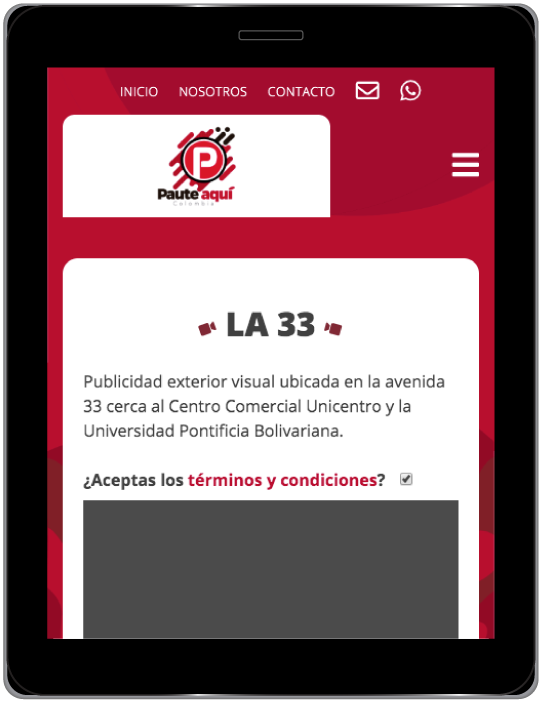 INICIO NOSOTROS CONTACTO
P
Paute aquí
Colombia
LA 33
Publicidad exterior visual ubicada en la avenida
33 cerca al Centro Comercial Unicentro y la
Universidad Pontificia Bolivariana.
¿Aceptas los términos y condiciones?